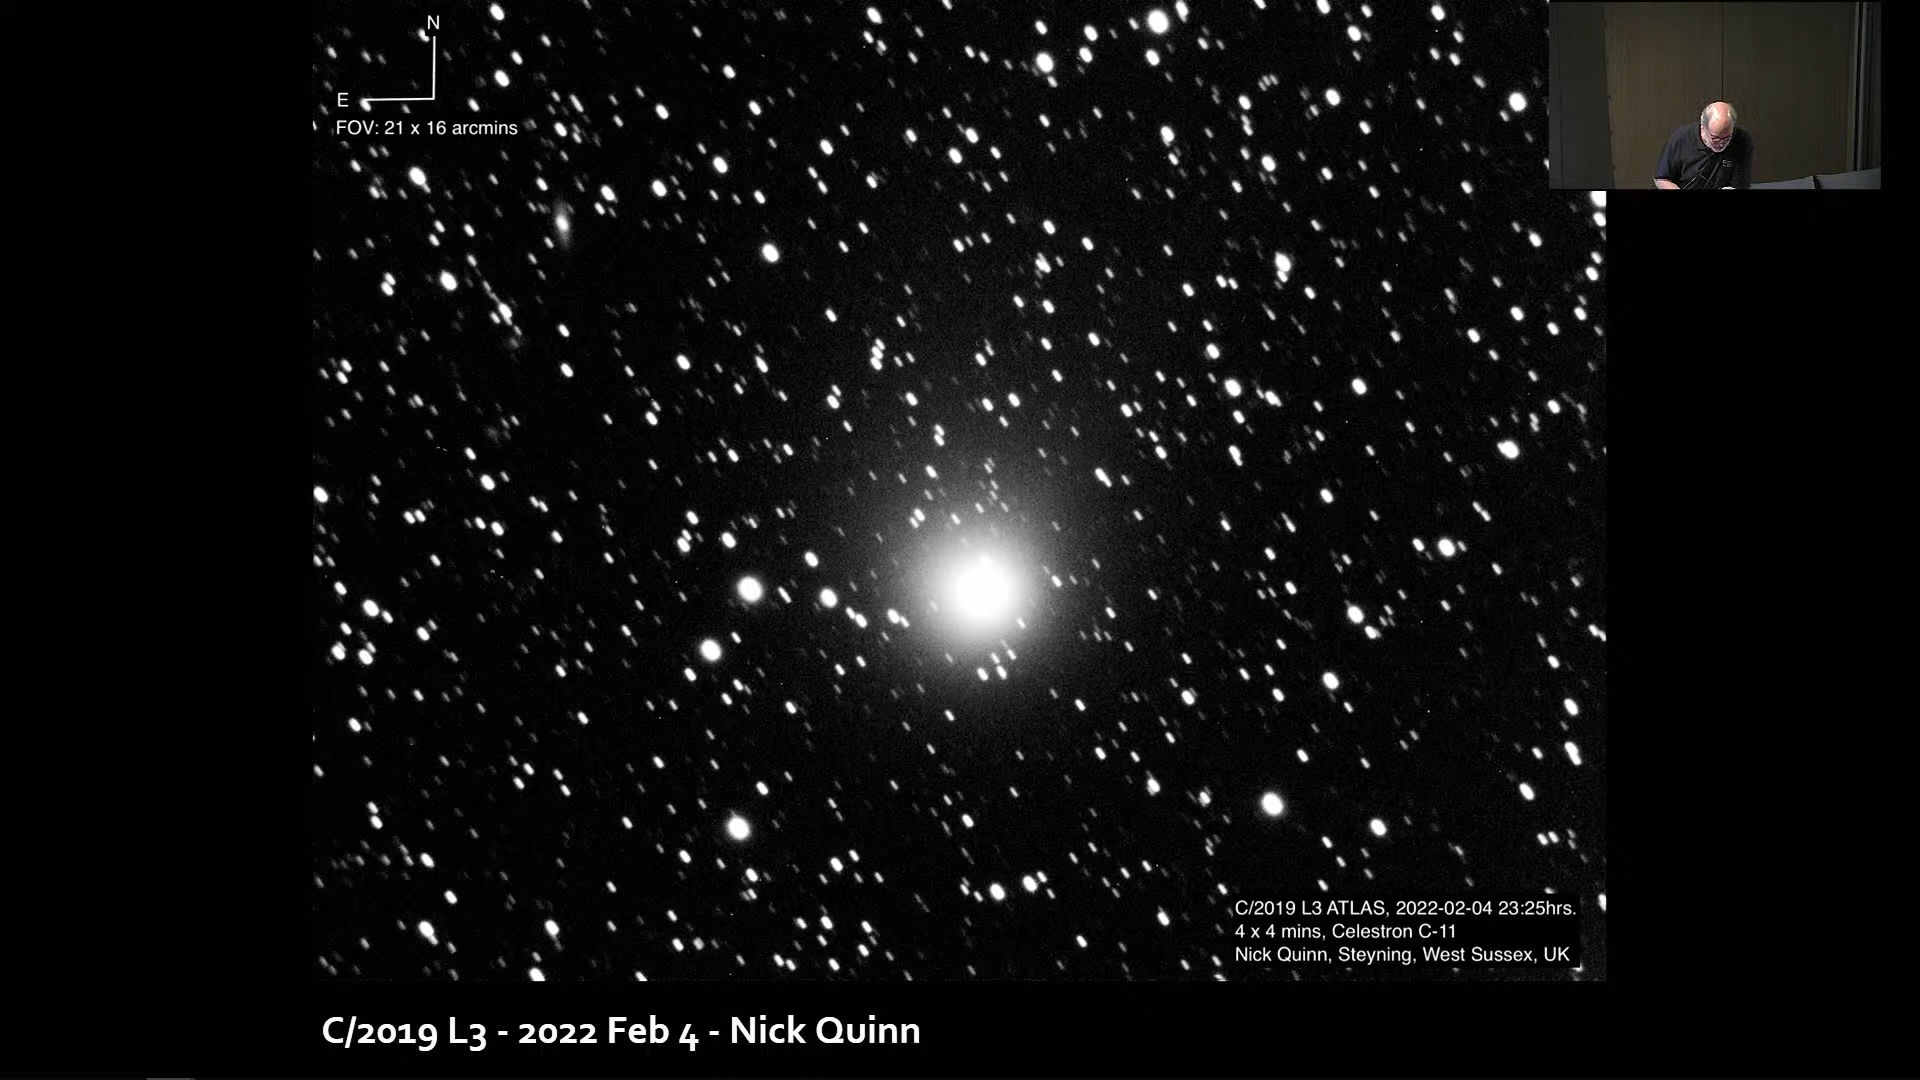 N
E
FOV: 21 x 16 arcmins
C/2019 L3 ATLAS, 2022-02-04 23:25hrs.
4 x 4 mins, Celestron C-11
Nick Quinn, Steyning, West Sussex, UK
C/2019 L3 - 2022 Feb 4 - Nick Quinn